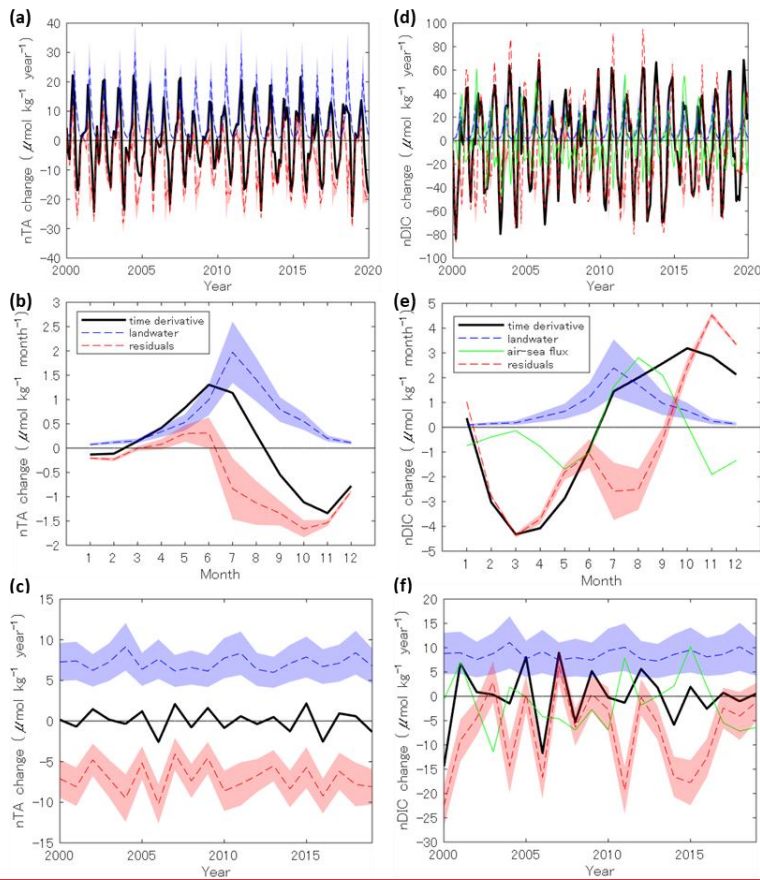 (a)
nTA change ( μmol kg⁻¹ year⁻¹)
40
30
20
10
0
-10
-20
-30
-40
2000 2005 2010 2015 2020
Year
(d)
nDIC change ( μmol kg⁻¹ year⁻¹)
100
80
60
40
20
0
-20
-40
-60
-80
-100
2000 2005 2010 2015 2020
Year
(b)
nTA change ( μmol kg⁻¹ month⁻¹)
3
2.5
2
1.5
1
0.5
0
-0.5
-1
-1.5
-2
time derivative
landwater
residuals
1 2 3 4 5 6 7 8 9 10 11 12
Month
(e)
nDIC change ( μmol kg⁻¹ month⁻¹)
5
4
3
2
1
0
-1
-2
-3
-4
-5
time derivative
landwater
air-sea flux
residuals
1 2 3 4 5 6 7 8 9 10 11 12
Month
(c)
nTA change ( μmol kg⁻¹ year⁻¹)
15
10
5
0
-5
-10
-15
2000 2005 2010 2015
Year
(f)
nDIC change ( μmol kg⁻¹ year⁻¹)
20
15
10
5
0
-5
-10
-15
-20
-25
-30
2000 2005 2010 2015
Year